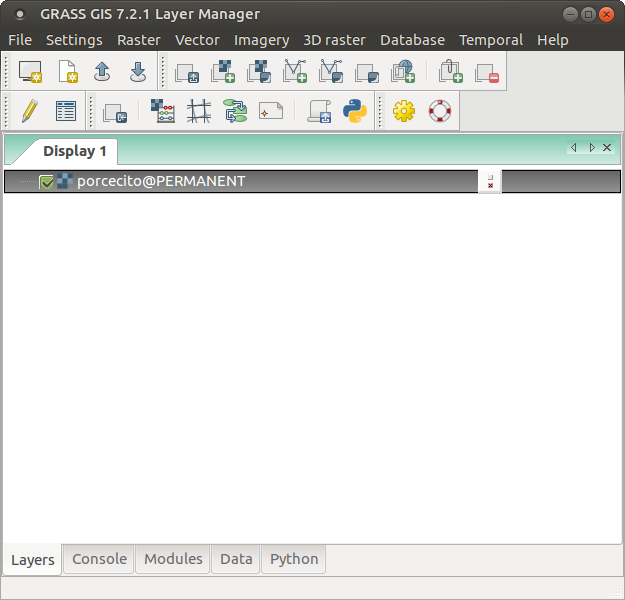 GRASS GIS 7.2.1 Layer Manager
File Settings Raster Vector Imagery 3D raster Database Temporal Help
Display 1
porcecito@PERMANENT
Layers Console Modules Data Python